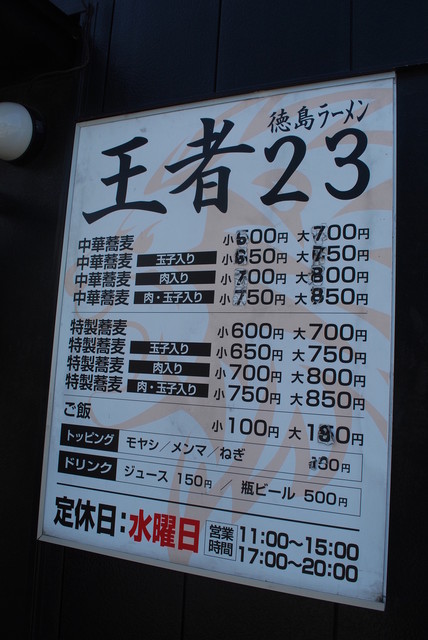 徳島ラーメン
王者23
中華蕎麦 小600円 大700円
中華蕎麦 玉子入り 小650円 大750円
中華蕎麦 肉入り 小700円 大800円
中華蕎麦 肉・玉子入り 小750円 大850円
特製蕎麦 小600円 大700円
特製蕎麦 玉子入り 小650円 大750円
特製蕎麦 肉入り 小700円 大800円
特製蕎麦 肉・玉子入り 小750円 大850円
ご飯 小100円 大150円
トッピング モヤシ／メンマ／ねぎ 100円
ドリンク ジュース 150円 ／ 瓶ビール 500円
定休日:水曜日 営業時間 11:00〜15:00
17:00〜20:00